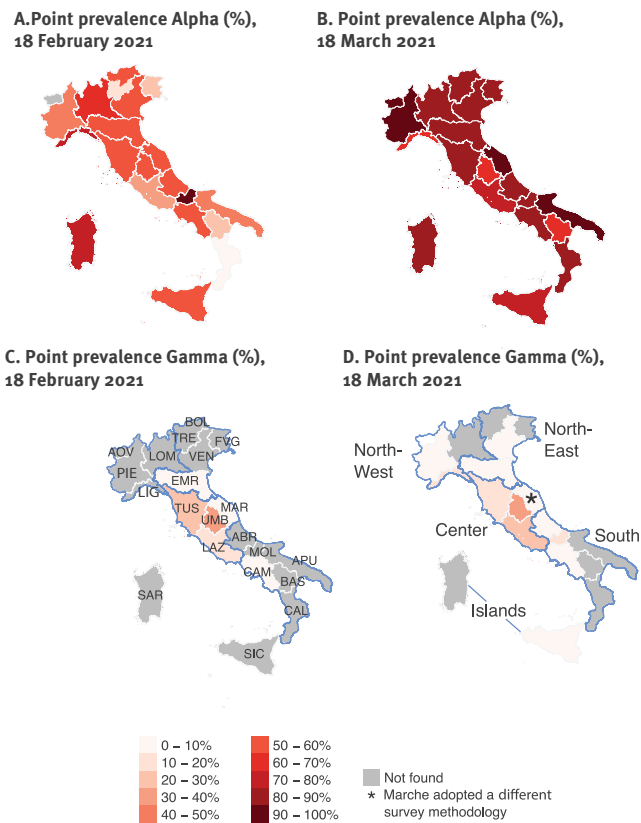 A.Point prevalence Alpha (%),
18 February 2021
B. Point prevalence Alpha (%),
18 March 2021
C. Point prevalence Gamma (%),
18 February 2021
BOL
TRE
FVG
AOV
LOM
VEN
PIE
EMR
LIG
MAR
TUS
UMB
ABR
LAZ
MOL
APU
CAM
BAS
SAR
CAL
SIC
D. Point prevalence Gamma (%),
18 March 2021
North-
West
North-
East
*
Center
South
Islands
0 – 10%
10 – 20%
20 – 30%
30 – 40%
40 – 50%
50 – 60%
60 – 70%
70 – 80%
80 – 90%
90 – 100%
Not found
* Marche adopted a different
survey methodology